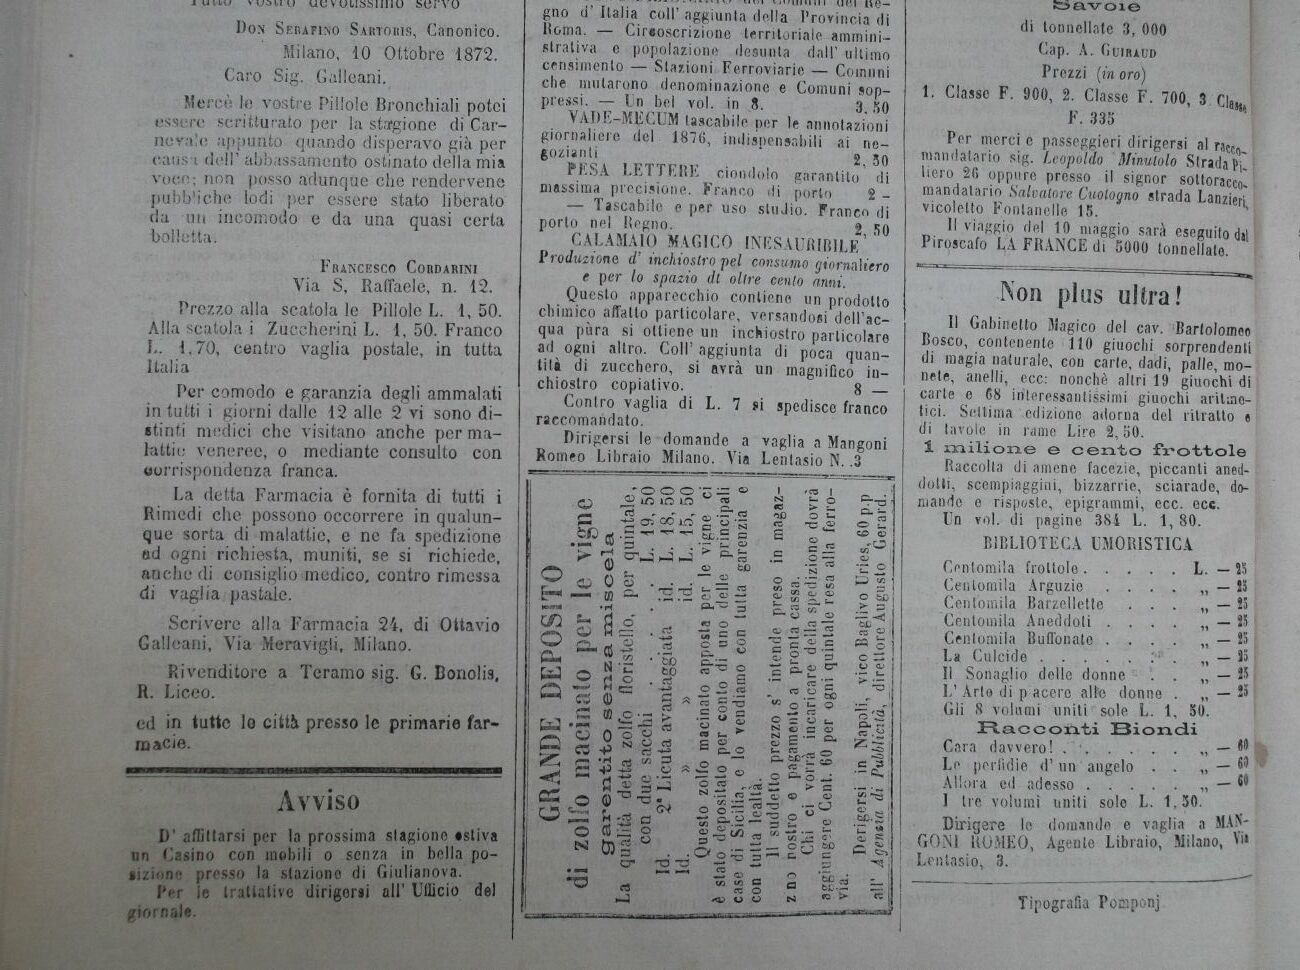 Tutto vostro devotissimo servo
DON SERAFINO SARTORIS, Canonico.
Milano, 10 Ottobre 1872.
Caro Sig. Galleani.
Mercè le vostre Pillole Bronchiali potei
essere scritturato per la stagione di Car-
nevale appunto quando disperavo già per
causa dell' abbassamento ostinato della mia
voce; non posso adunque che rendervene
pubbliche lodi per essere stato liberato
da un incomodo e da una quasi certa
bolletta.
FRANCESCO CORDARINI
Via S, Raffaele, n. 12.
Prezzo alla scatola le Pillole L. 1, 50.
Alla scatola i Zuccherini L. 1, 50. Franco
L. 1,70, centro vaglia postale, in tutta
Italia
Per comodo e garanzia degli ammalati
in tutti i giorni dalle 12 alle 2 vi sono di-
stinti medici che visitano anche per ma-
lattie veneree, o mediante consulto con
corrispondenza franca.
La detta Farmacia è fornita di tutti i
Rimedi che possono occorrere in qualun-
que sorta di malattie, e ne fa spedizione
ad ogni richiesta, muniti, se si richiede,
anche di consiglio medico, contro rimessa
di vaglia pastale.
Scrivere alla Farmacia 24, di Ottavio
Galleani, Via Meravigli, Milano.
Rivenditore a Teramo sig. G. Bonolis,
R. Liceo.
ed in tutte le città presso le primarie far-
macie.
Avviso
D' affittarsi per la prossima stagione estiva
un Casino con mobili o senza in bella po-
sizione presso la stazione di Giulianova.
Per le trattative dirigersi all' Ufficio del
giornale.
gno d' Italia coll' aggiunta della Provincia di
Roma. — Circoscrizione territoriale ammini-
strativa e popolazione desunta dall' ultimo
censimento — Stazioni Ferroviarie — Comuni
che mutarono denominazione e Comuni sop-
pressi. — Un bel vol. in 8. 3, 50
VADE-MECUM tascabile per le annotazioni
giornaliere del 1876, indispensabili ai ne-
gozianti 2, 50
PESA LETTERE ciondolo garantito di
massima precisione. Franco di porto 2 -
— Tascabile e per uso studio. Franco di
porto nel Regno. 2, 50
CALAMAIO MAGICO INESAURIBILE
Produzione d' inchiostro pel consumo giornaliero
e per lo spazio di oltre cento anni.
Questo apparecchio contiene un prodotto
chimico affatto particolare, versandosi dell'ac-
qua pura si ottiene un inchiostro particolare
ad ogni altro. Coll' aggiunta di poca quan-
tità di zucchero, si avrà un magnifico in-
chiostro copiativo. 8 —
Contro vaglia di L. 7 si spedisce franco
raccomandato.
Dirigersi le domande a vaglia a Mangoni
Romeo Libraio Milano. Via Lentasio N. 3
GRANDE DEPOSITO
di zolfo macinato per le vigne
garentito senza miscela
La qualità detta zolfo floristello, per quintale,
con due sacchi L. 19, 50
Id. 2ª Licuta avantaggiata id. L. 18, 50
Id. » » id. L. 15, 50
Questo zolfo macinato apposta per le vigne ci
è stato depositato per conto di uno delle principali
case di Sicilia, e lo vendiamo con tutta garenzia e
con tutta lealtà.
Il suddetto prezzo s' intende preso in magaz-
zno nostro e pagamento a pronta cassa.
Chi ci vorrà incaricare della spedizione dovrà
aggiungere Cent. 60 per ogni quintale resa alla ferro-
via.
Derigersi in Napoli, vico Baglivo Uries, 60 p.p
all' Agensia di Pubblicità, direttore Augusto Gerard.
Savoie
di tonnellate 3, 000
Cap. A. GUIRAUD
Prezzi (in oro)
1. Classe F. 900, 2. Classe F. 700, 3 Classe
F. 335
Per merci e passeggieri dirigersi al racco-
mandatario sig. Leopoldo Minutolo Strada Pi-
liero 26 oppure presso il signor sottoracco-
mandatario Salvatore Cuotogno strada Lanzieri,
vicoletto Fontanelle 15.
Il viaggio del 10 maggio sarà eseguito dal
Piroscafo LA FRANCE di 5000 tonnellate.
Non plus ultra!
Il Gabinetto Magico del cav. Bartolomeo
Bosco, contenente 110 giuochi sorprendenti
di magia naturale, con carte, dadi, palle, mo-
nete, anelli, ecc: nonchè altri 19 giuochi di
carte e 68 interessantissimi giuochi aritme-
tici. Settima edizione adorna del ritratto e
di tavole in rame Lire 2, 50.
1 milione e cento frottole
Raccolta di amene facezie, piccanti aned-
dotti, scempiaggini, bizzarrie, sciarade, do-
mande e risposte, epigrammi, ecc. ecc.
Un vol. di pagine 384 L. 1, 80.
BIBLIOTECA UMORISTICA
Centomila frottole . . . . . L. — 25
Centomila Arguzie . . . . „ — 25
Centomila Barzellette . . . „ — 25
Centomila Aneddoti . . . . „ — 25
Centomila Buffonate . . . . „ — 25
La Culcide . . . . . . . „ — 25
Il Sonaglio delle donne . . „ — 25
L' Arte di piacere alle donne . „ — 25
Gli 8 volumi uniti sole L. 1, 50.
Racconti Biondi
Cara davvero! . . . . . . „ — 60
Le perfidie d' un angelo . . „ — 60
Allora ed adesso . . . . . „ — 60
I tre volumi uniti sole L. 1, 50.
Dirigere le domande e vaglia a MAN-
GONI ROMEO, Agente Libraio, Milano, Via
Lentasio, 3.
Tipografia Pomponj